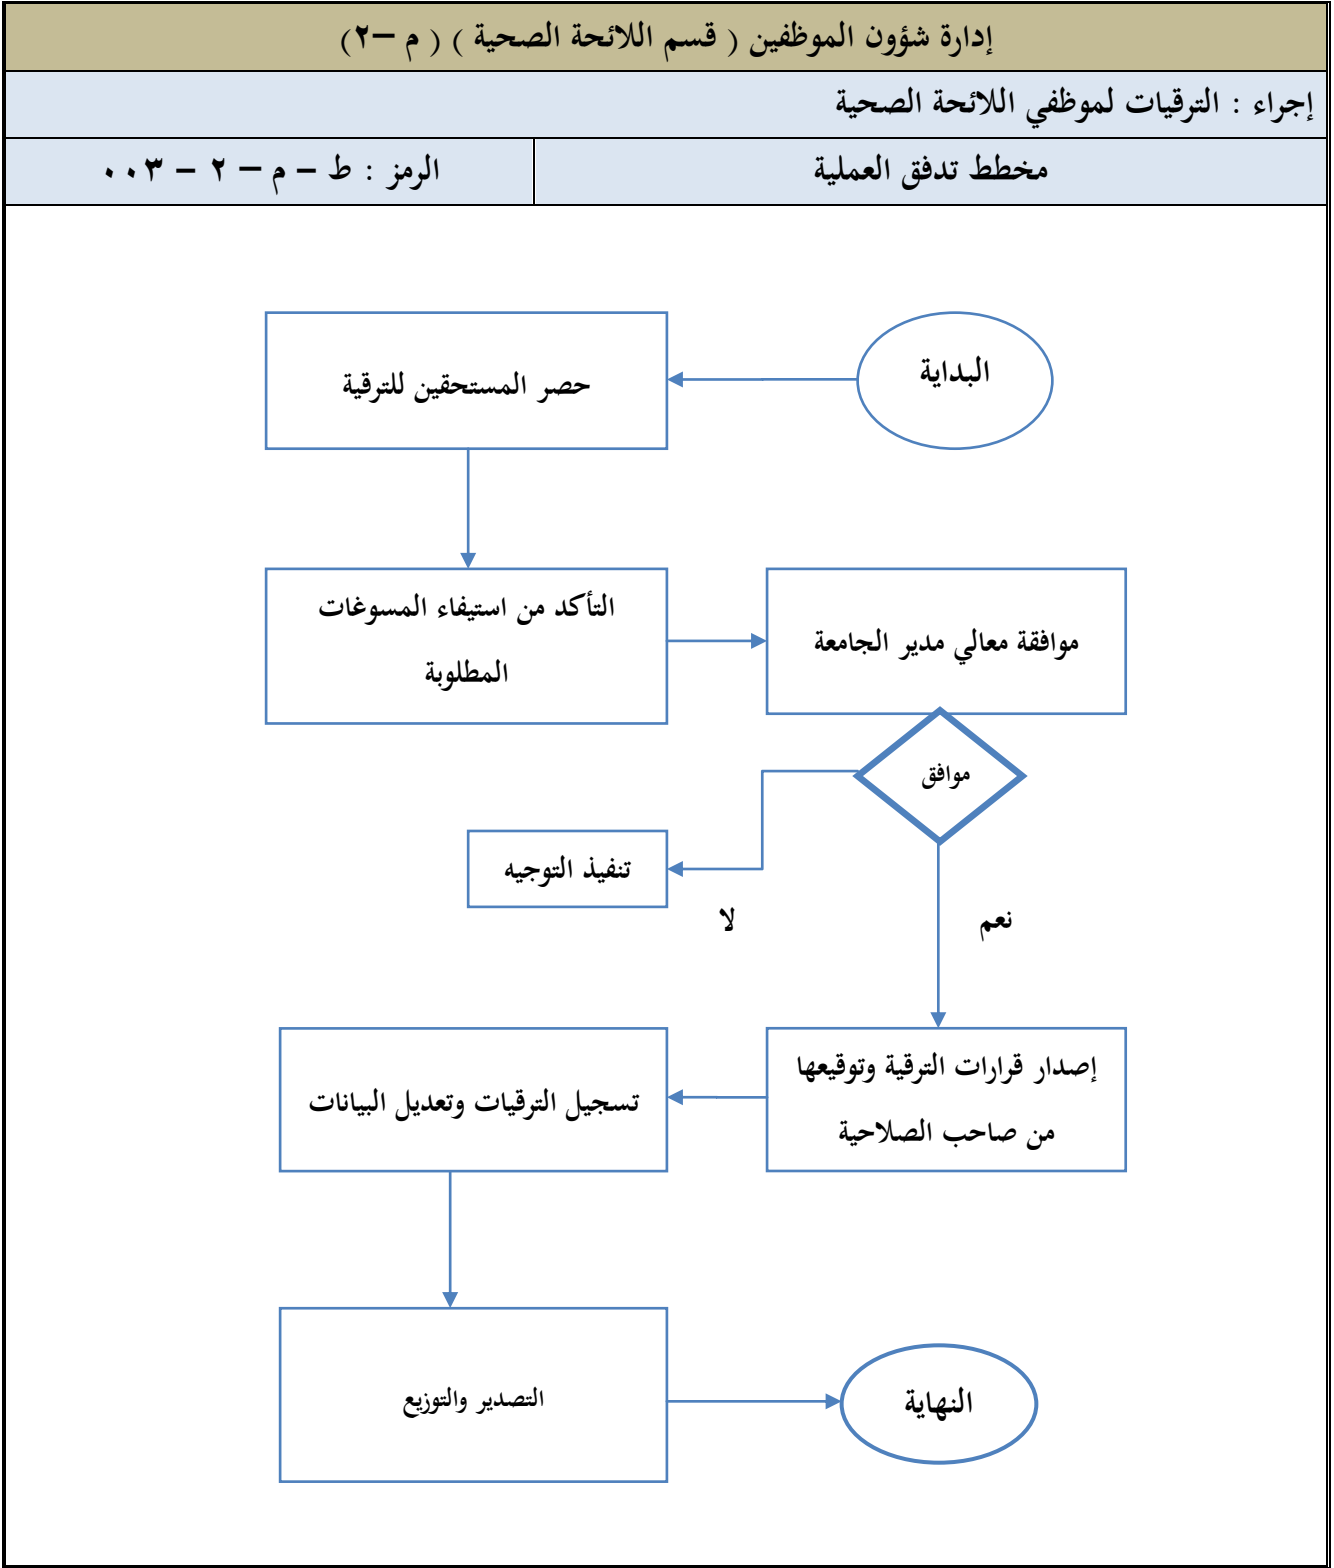 إدارة شؤون الموظفين ( قسم اللائحة الصحية ) ( م –٢)
إجراء : الترقيات لموظفي اللائحة الصحية
مخطط تدفق العملية
الرمز : ط – م – ٢ – ٠٠٣
البداية
حصر المستحقين للترقية
التأكد من استيفاء المسوغات
المطلوبة
موافقة معالي مدير الجامعة
موافق
تنفيذ التوجيه
لا
نعم
إصدار قرارات الترقية وتوقيعها
من صاحب الصلاحية
تسجيل الترقيات وتعديل البيانات
التصدير والتوزيع
النهاية